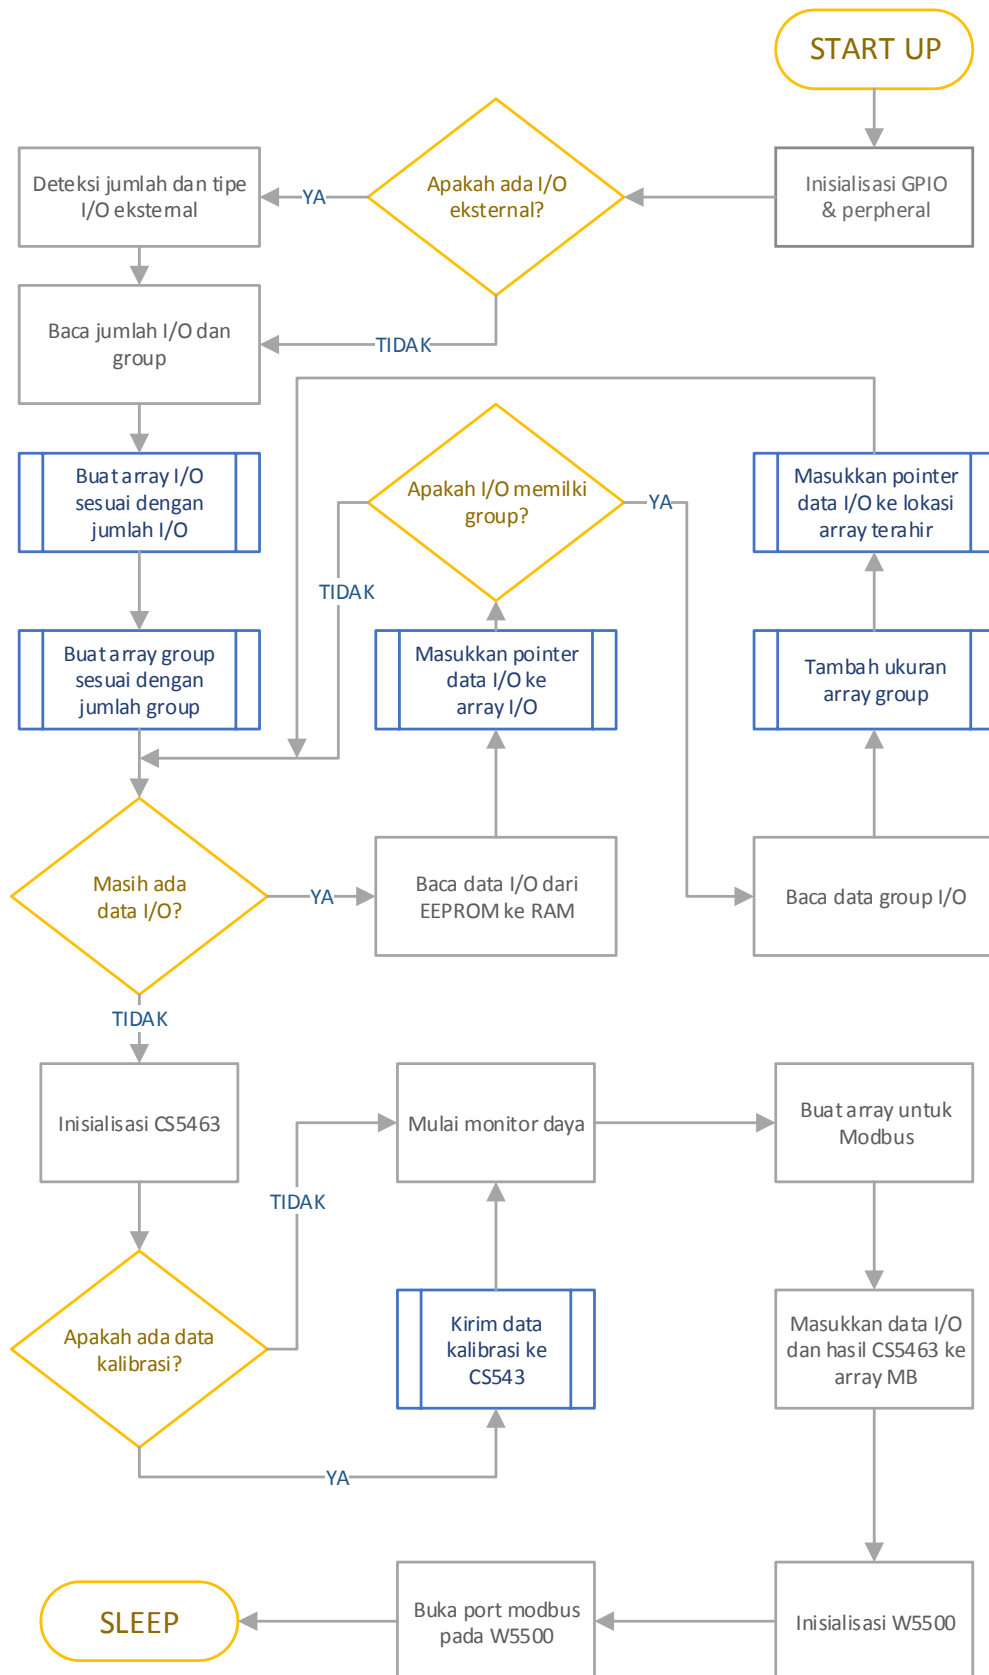 START UP
Inisialisasi GPIO
& perpheral
Apakah ada I/O
eksternal?
YA
Deteksi jumlah dan tipe
I/O eksternal
TIDAK
Baca jumlah I/O dan
group
Buat array I/O
sesuai dengan
jumlah I/O
Buat array group
sesuai dengan
jumlah group
Masih ada
data I/O?
YA
Baca data I/O dari
EEPROM ke RAM
Masukkan pointer
data I/O ke
array I/O
Apakah I/O memilki
group?
TIDAK
YA
Baca data group I/O
Tambah ukuran
array group
Masukkan pointer
data I/O ke lokasi
array terahir
TIDAK
Inisialisasi CS5463
Apakah ada data
kalibrasi?
TIDAK
YA
Kirim data
kalibrasi ke
CS543
Mulai monitor daya
Buat array untuk
Modbus
Masukkan data I/O
dan hasil CS5463 ke
array MB
Inisialisasi W5500
Buka port modbus
pada W5500
SLEEP